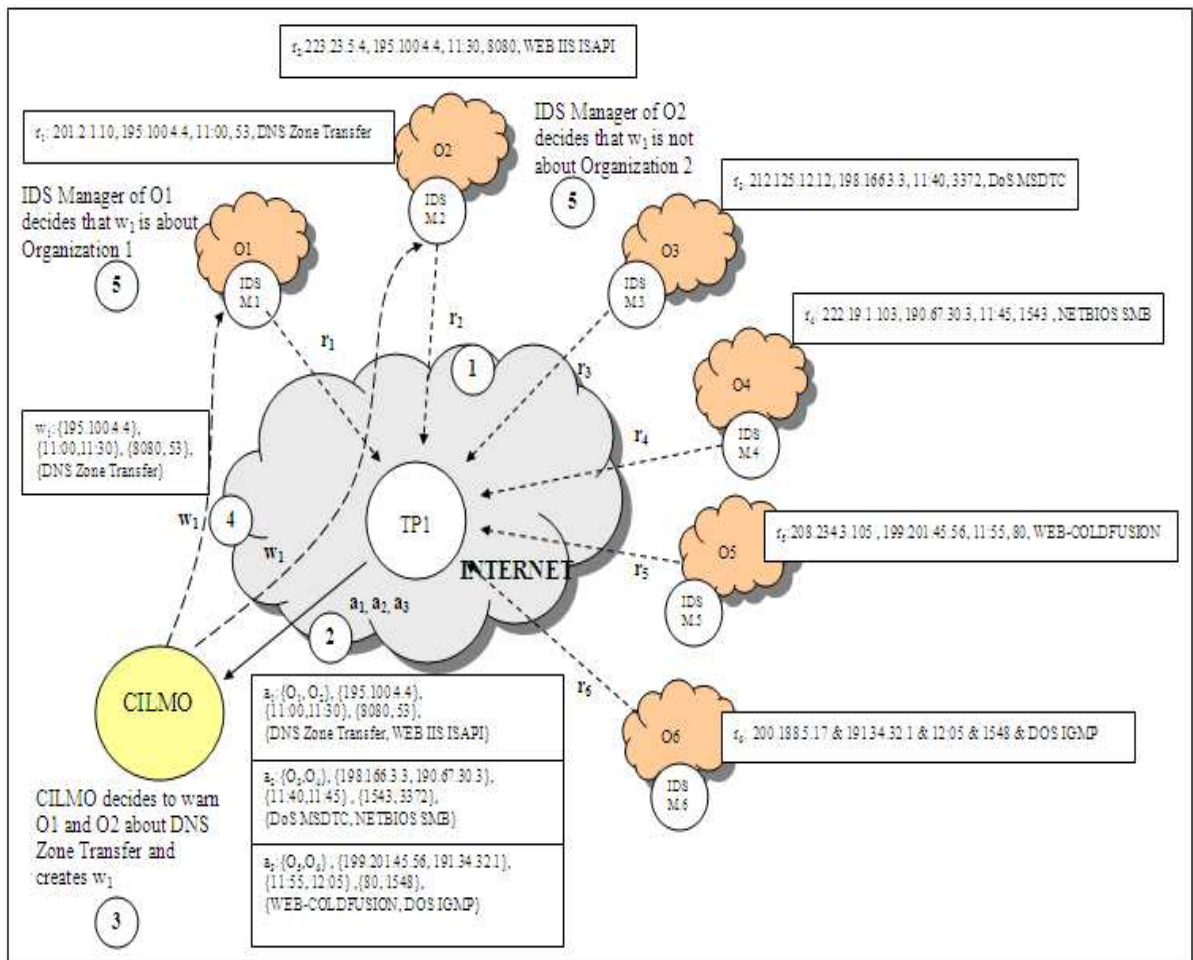 r2:223.23.5.4, 195.100.4.4, 11:30, 8080, WEB IIS ISAPI
r1: 201.2.1.10, 195.100.4.4, 11:00, 53, DNS Zone Transfer
IDS Manager of O2
decides that w1 is not
about Organization 2
5
O2
IDS
M.2
r3: 212.125.12.12, 198.166.3.3, 11:40, 3372, DoS MSDTC
IDS Manager of O1
decides that w1 is about
Organization 1
5
O1
IDS
M.1
O3
IDS
M.3
r4: 222.19.1.103, 190.67.30.3, 11:45, 1543 , NETBIOS SMB
r1
r2
1
r3
O4
IDS
M.4
w1:{195.100.4.4},
{11:00,11:30}, {8080, 53},
{DNS Zone Transfer}
r4
4
w1
w1
TP1
INTERNET
O5
IDS
M.5
r5:208.234.3.105 , 199.201.45.56, 11:55, 80, WEB-COLDFUSION
r5
a1, a2, a3
2
r6
CILMO
a1:{O1, O2}, {195.100.4.4},
{11:00,11:30}, {8080, 53},
{DNS Zone Transfer, WEB IIS ISAPI}
a2:{O3,O4}, {198.166.3.3, 190.67.30.3},
{11:40,11:45} , {1543, 3372},
{DoS MSDTC, NETBIOS SMB}
a3:{O5,O6} , {199.201.45.56, 191.34.32.1},
{11:55, 12:05} ,{80, 1548},
{WEB-COLDFUSION, DOS IGMP}
O6
IDS
M.6
r6: 200.188.5.17 & 191.34.32.1 & 12:05 & 1548 & DOS IGMP
CILMO decides to warn
O1 and O2 about DNS
Zone Transfer and
creates w1
3